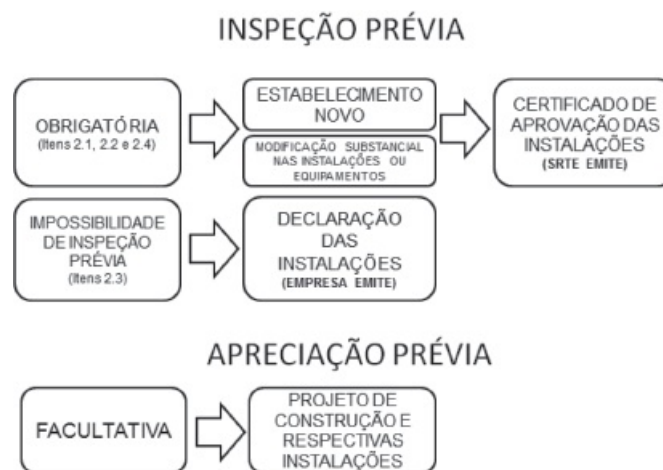 INSPEÇÃO PRÉVIA
OBRIGATÓRIA
(Itens 2.1, 2.2 e 2.4)
ESTABELECIMENTO
NOVO
MODIFICAÇÃO SUBSTANCIAL
NAS INSTALAÇÕES OU
EQUIPAMENTOS
CERTIFICADO DE
APROVAÇÃO DAS
INSTALAÇÕES
(SRTE EMITE)
IMPOSSIBILIDADE
DE INSPEÇÃO
PRÉVIA
(Itens 2.3)
DECLARAÇÃO
DAS
INSTALAÇÕES
(EMPRESA EMITE)
APRECIAÇÃO PRÉVIA
FACULTATIVA
PROJETO DE
CONSTRUÇÃO E
RESPECTIVAS
INSTALAÇÕES